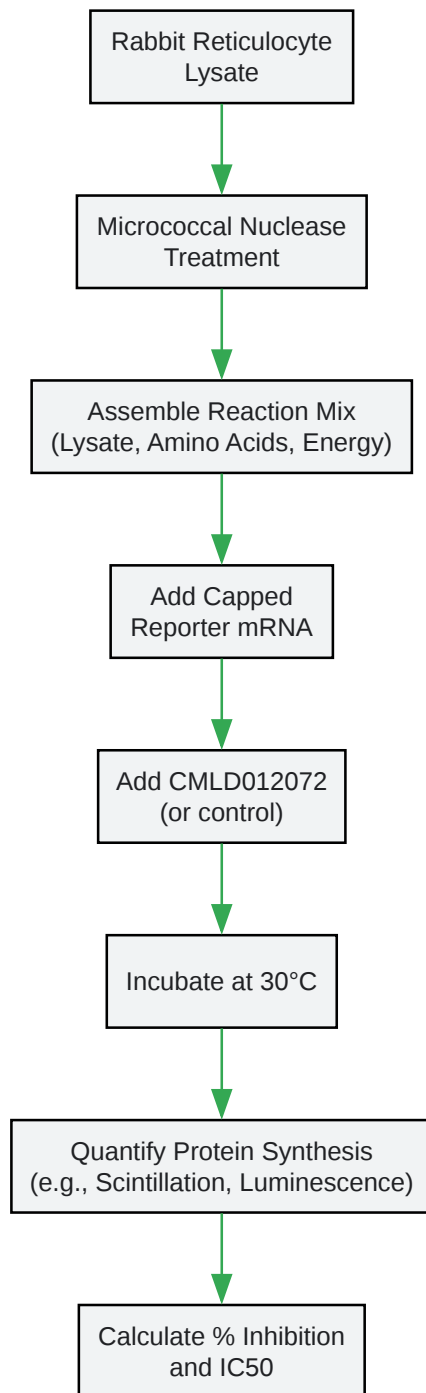 Rabbit Reticulocyte
Lysate
Micrococcal Nuclease
Treatment
Assemble Reaction Mix
(Lysate, Amino Acids, Energy)
Add Capped
Reporter mRNA
Add CMLD012072
(or control)
Incubate at 30°C
Quantify Protein Synthesis
(e.g., Scintillation, Luminescence)
Calculate % Inhibition
and IC50